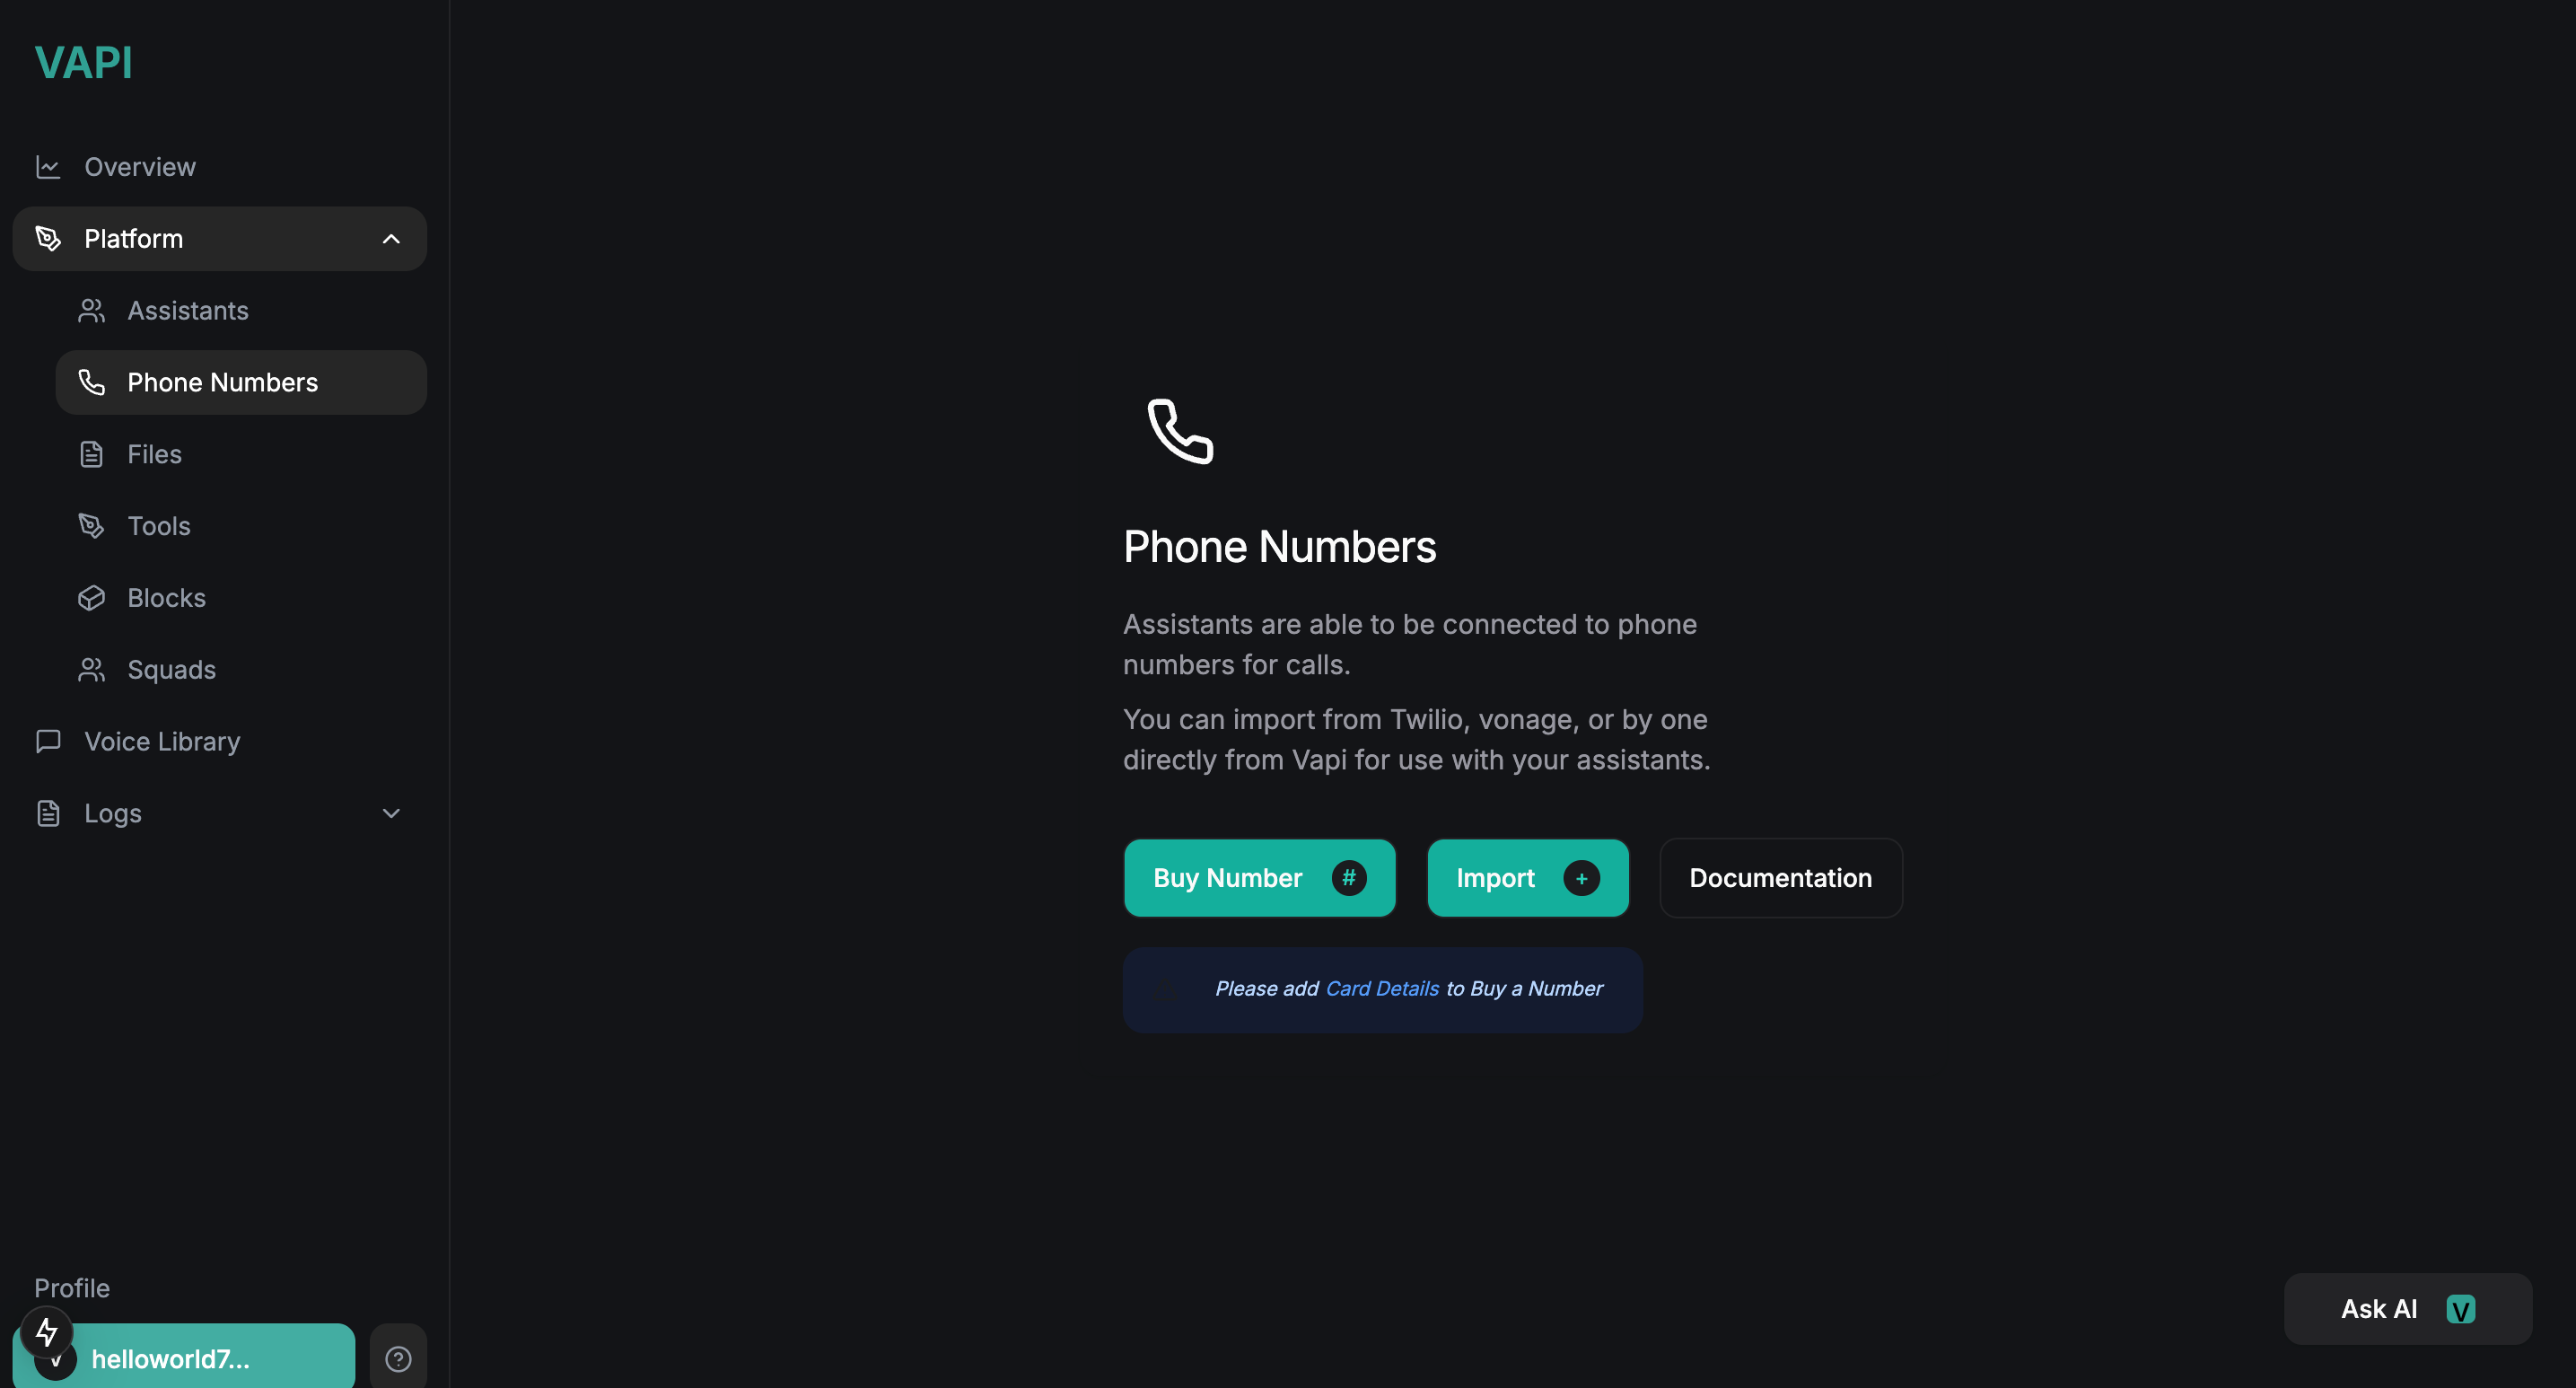 VAPI
Overview
Platform
Assistants
Phone Numbers
Files
Tools
Blocks
Squads
Voice Library
Logs
Profile
V
helloworld7...
Phone Numbers
Assistants are able to be connected to phone
numbers for calls.
You can import from Twilio, vonage, or by one
directly from Vapi for use with your assistants.
Buy Number #
Import +
Documentation
Please add Card Details to Buy a Number
Ask AI V